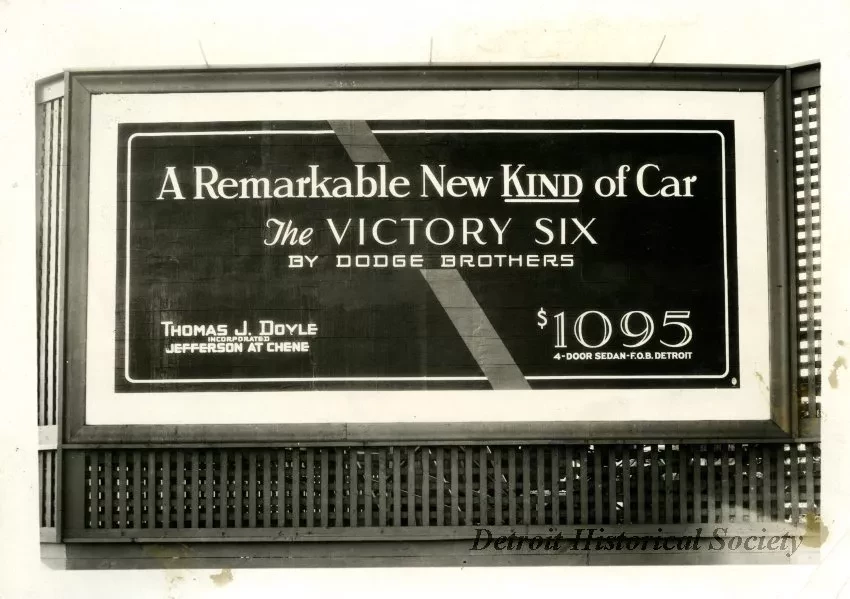 A Remarkable New KIND of Car
The VICTORY SIX
BY DODGE BROTHERS
THOMAS J. DOYLE
INCORPORATED
JEFFERSON AT CHENE
$1095
4-DOOR SEDAN-F.O.B. DETROIT
Detroit Historical Society